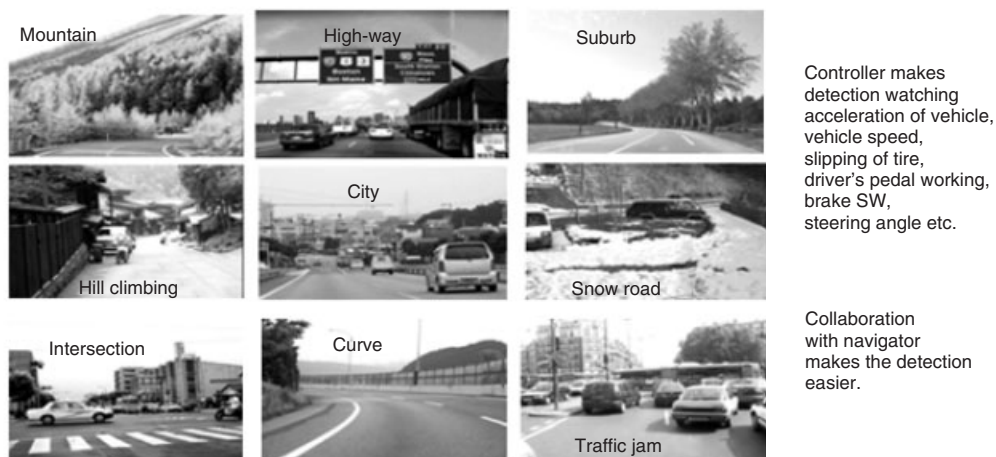 Mountain
High-way
Suburb
Controller makes
detection watching
acceleration of vehicle,
vehicle speed,
slipping of tire,
driver's pedal working,
brake SW,
steering angle etc.
Hill climbing
City
Snow road
Intersection
Curve
Traffic jam
Collaboration
with navigator
makes the detection
easier.